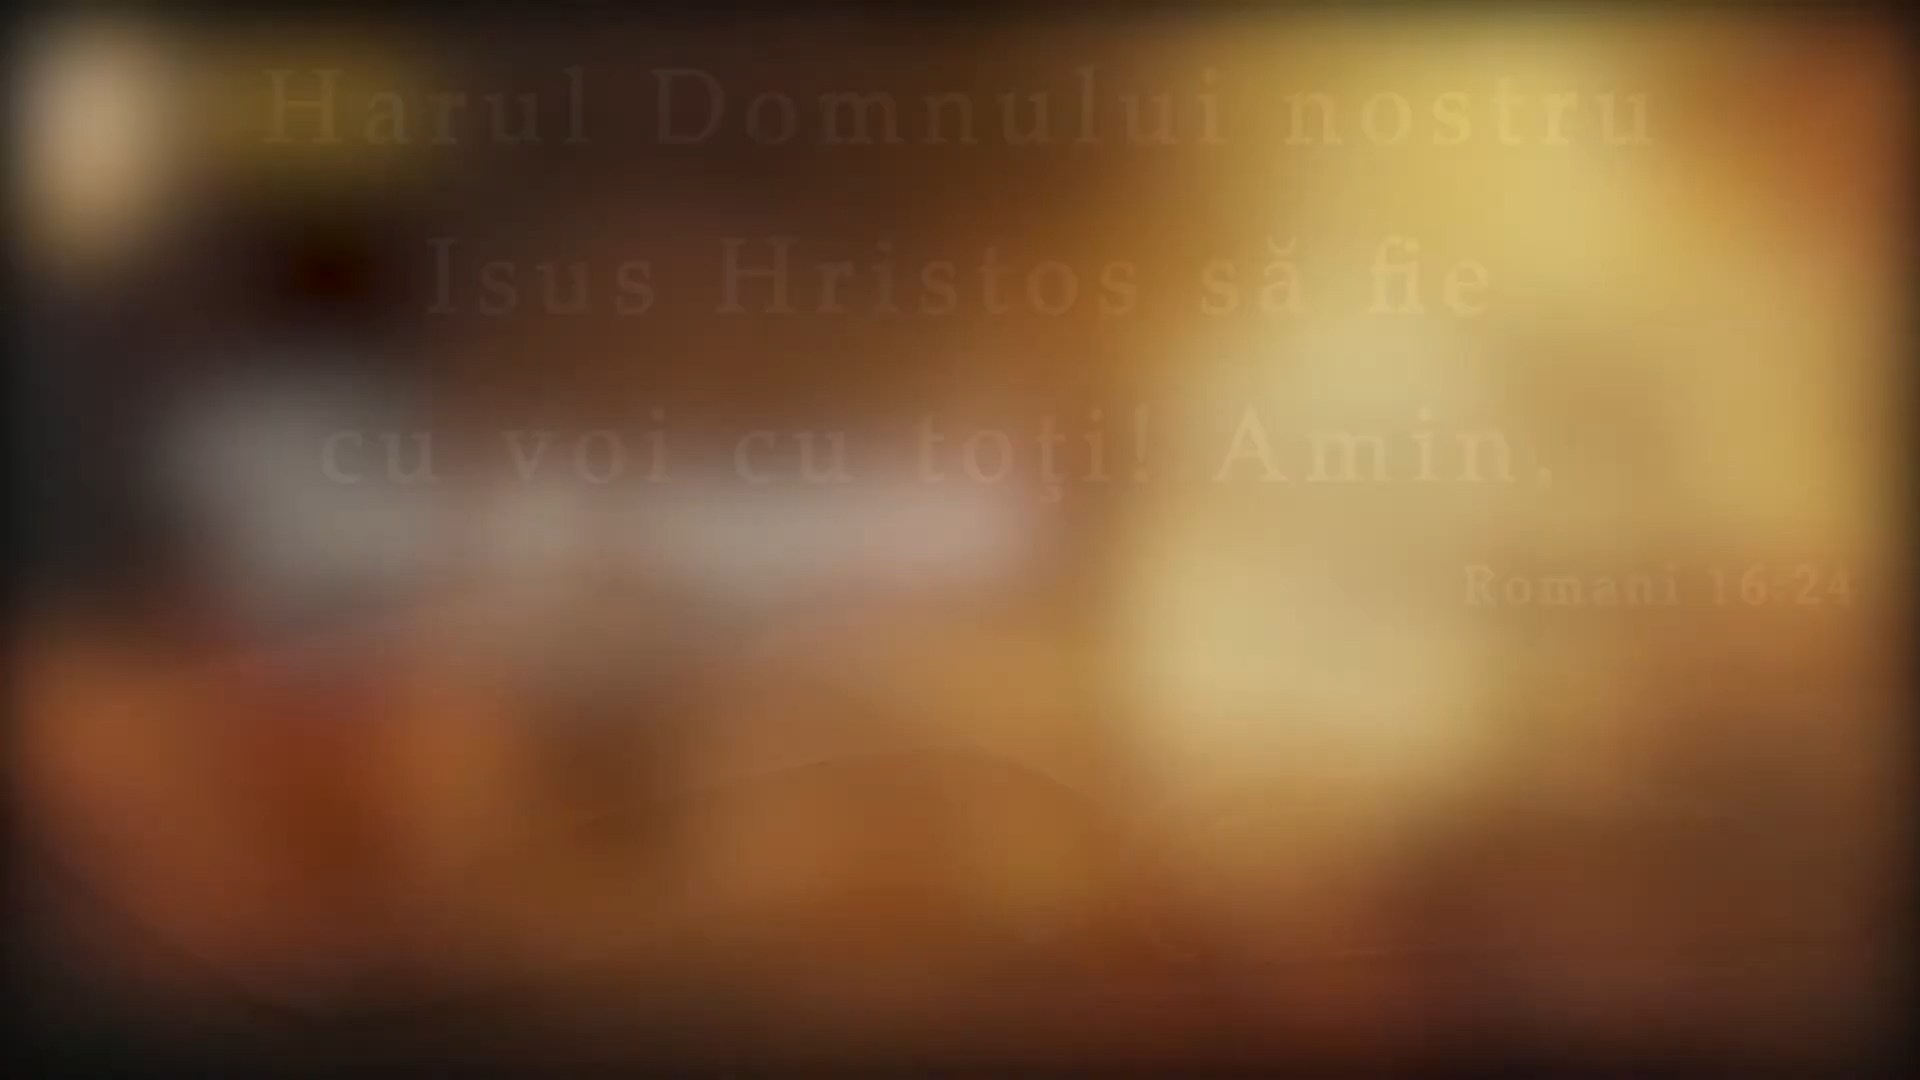 Harul Domnului nostru
Isus Hristos să fie
cu voi cu toţi! Amin.
Romani 16-24